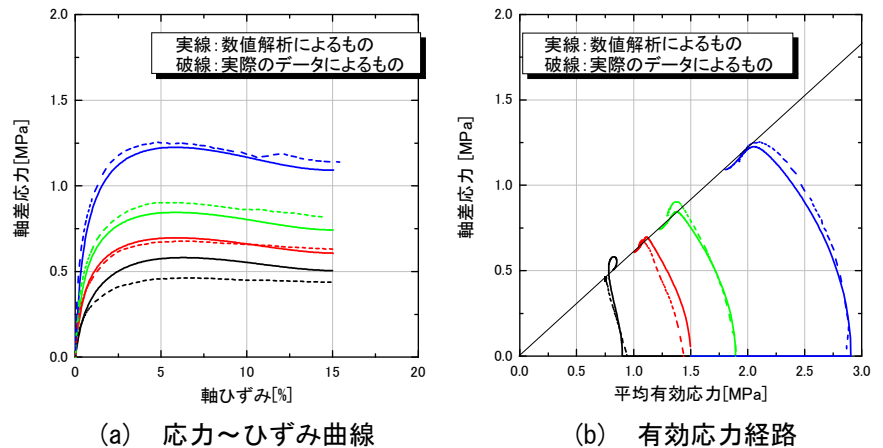 2.0
1.5
1.0
0.5
0.0
軸差応力[MPa]
実線：数値解析によるもの
破線：実際のデータによるもの
0
5
10
15
20
軸ひずみ[%]
(a) 応力～ひずみ曲線
2.0
1.5
1.0
0.5
0.0
軸差応力 [MPa]
実線：数値解析によるもの
破線：実際のデータによるもの
0.0
0.5
1.0
1.5
2.0
2.5
3.0
平均有効応力[MPa]
(b) 有効応力経路